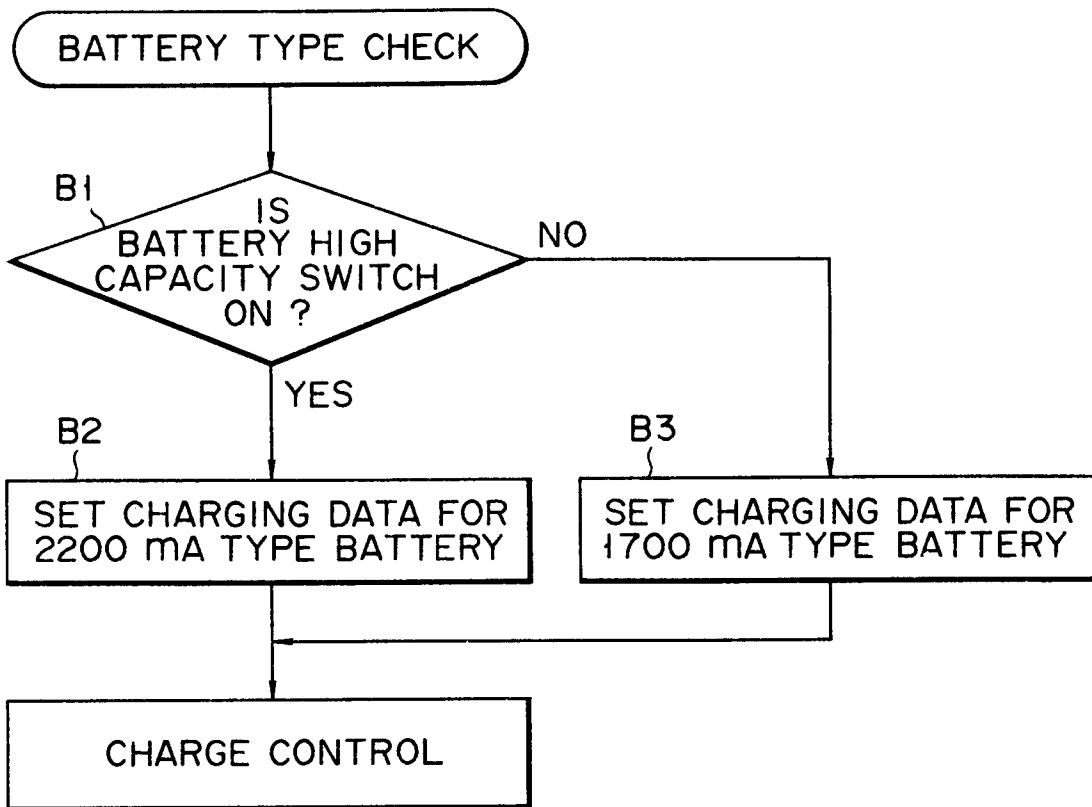 BATTERY TYPE CHECK
B1
IS
BATTERY HIGH
CAPACITY SWITCH
ON ?
NO
YES
B2
SET CHARGING DATA FOR
2200 mA TYPE BATTERY
B3
SET CHARGING DATA FOR
1700 mA TYPE BATTERY
CHARGE CONTROL